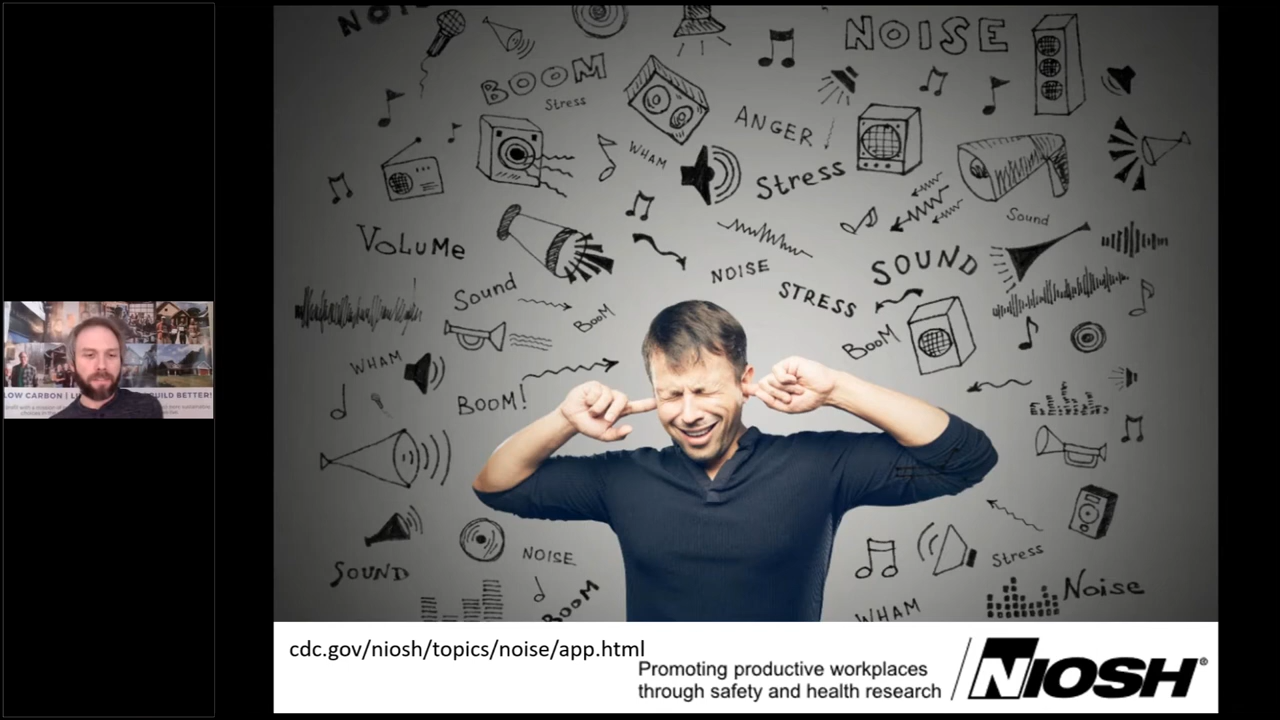 NOISE
BOOM
Stress
ANGER
WHAM
Stress
Sound
VOLUME
NOISE
SOUND
Sound
STRESS
BOOM
BOOM
WHAM
BOOM!
Stress
NOISE
SOUND
BOOM
Noise
WHAM
LOW CARBON |
UILD BETTER!
cdc.gov/niosh/topics/noise/app.html
Promoting productive workplaces
through safety and health research
NIOSH®